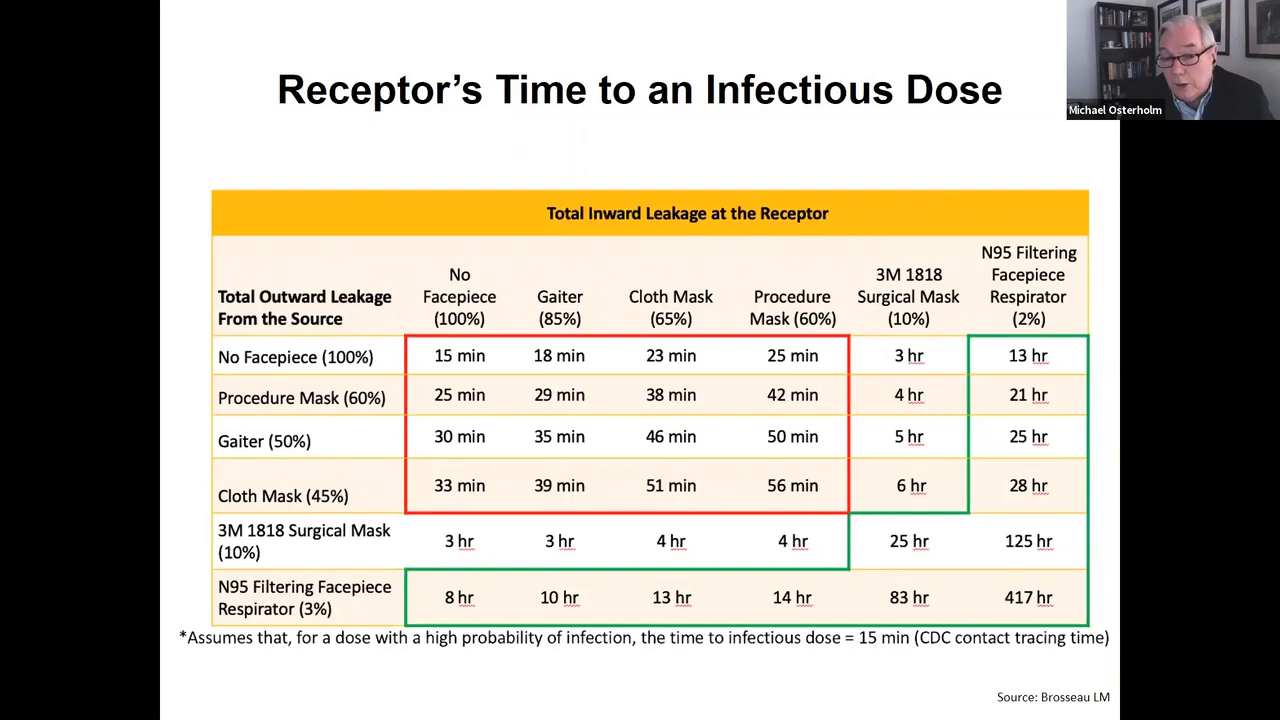 Receptor's Time to an Infectious Dose
Michael Osterholm
Total Inward Leakage at the Receptor
Total Outward Leakage From the Source | No Facepiece (100%) | Gaiter (85%) | Cloth Mask (65%) | Procedure Mask (60%) | 3M 1818 Surgical Mask (10%) | N95 Filtering Facepiece Respirator (2%)
No Facepiece (100%) 15 min 18 min 23 min 25 min 3 hr 13 hr
Procedure Mask (60%) 25 min 29 min 38 min 42 min 4 hr 21 hr
Gaiter (50%) 30 min 35 min 46 min 50 min 5 hr 25 hr
Cloth Mask (45%) 33 min 39 min 51 min 56 min 6 hr 28 hr
3M 1818 Surgical Mask (10%) 3 hr 3 hr 4 hr 4 hr 25 hr 125 hr
N95 Filtering Facepiece Respirator (3%) 8 hr 10 hr 13 hr 14 hr 83 hr 417 hr
*Assumes that, for a dose with a high probability of infection, the time to infectious dose = 15 min (CDC contact tracing time)
Source: Brosseau LM